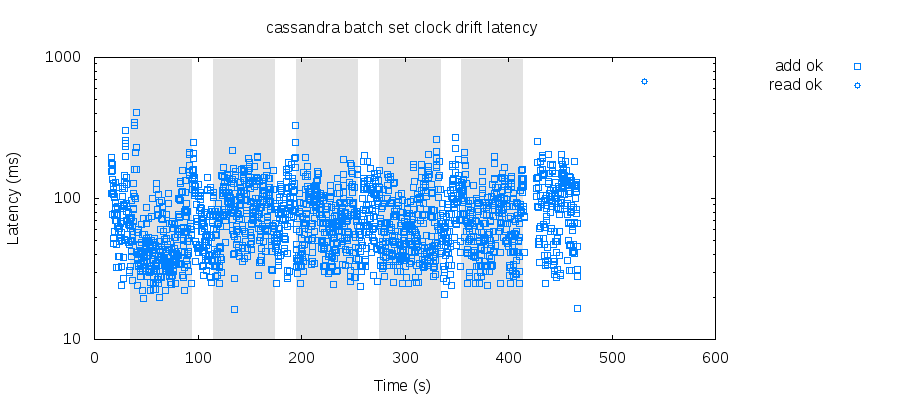 cassandra batch set clock drift latency
1000
100
10
Latency (ms)
0 100 200 300 400 500 600
Time (s)
add ok
read ok